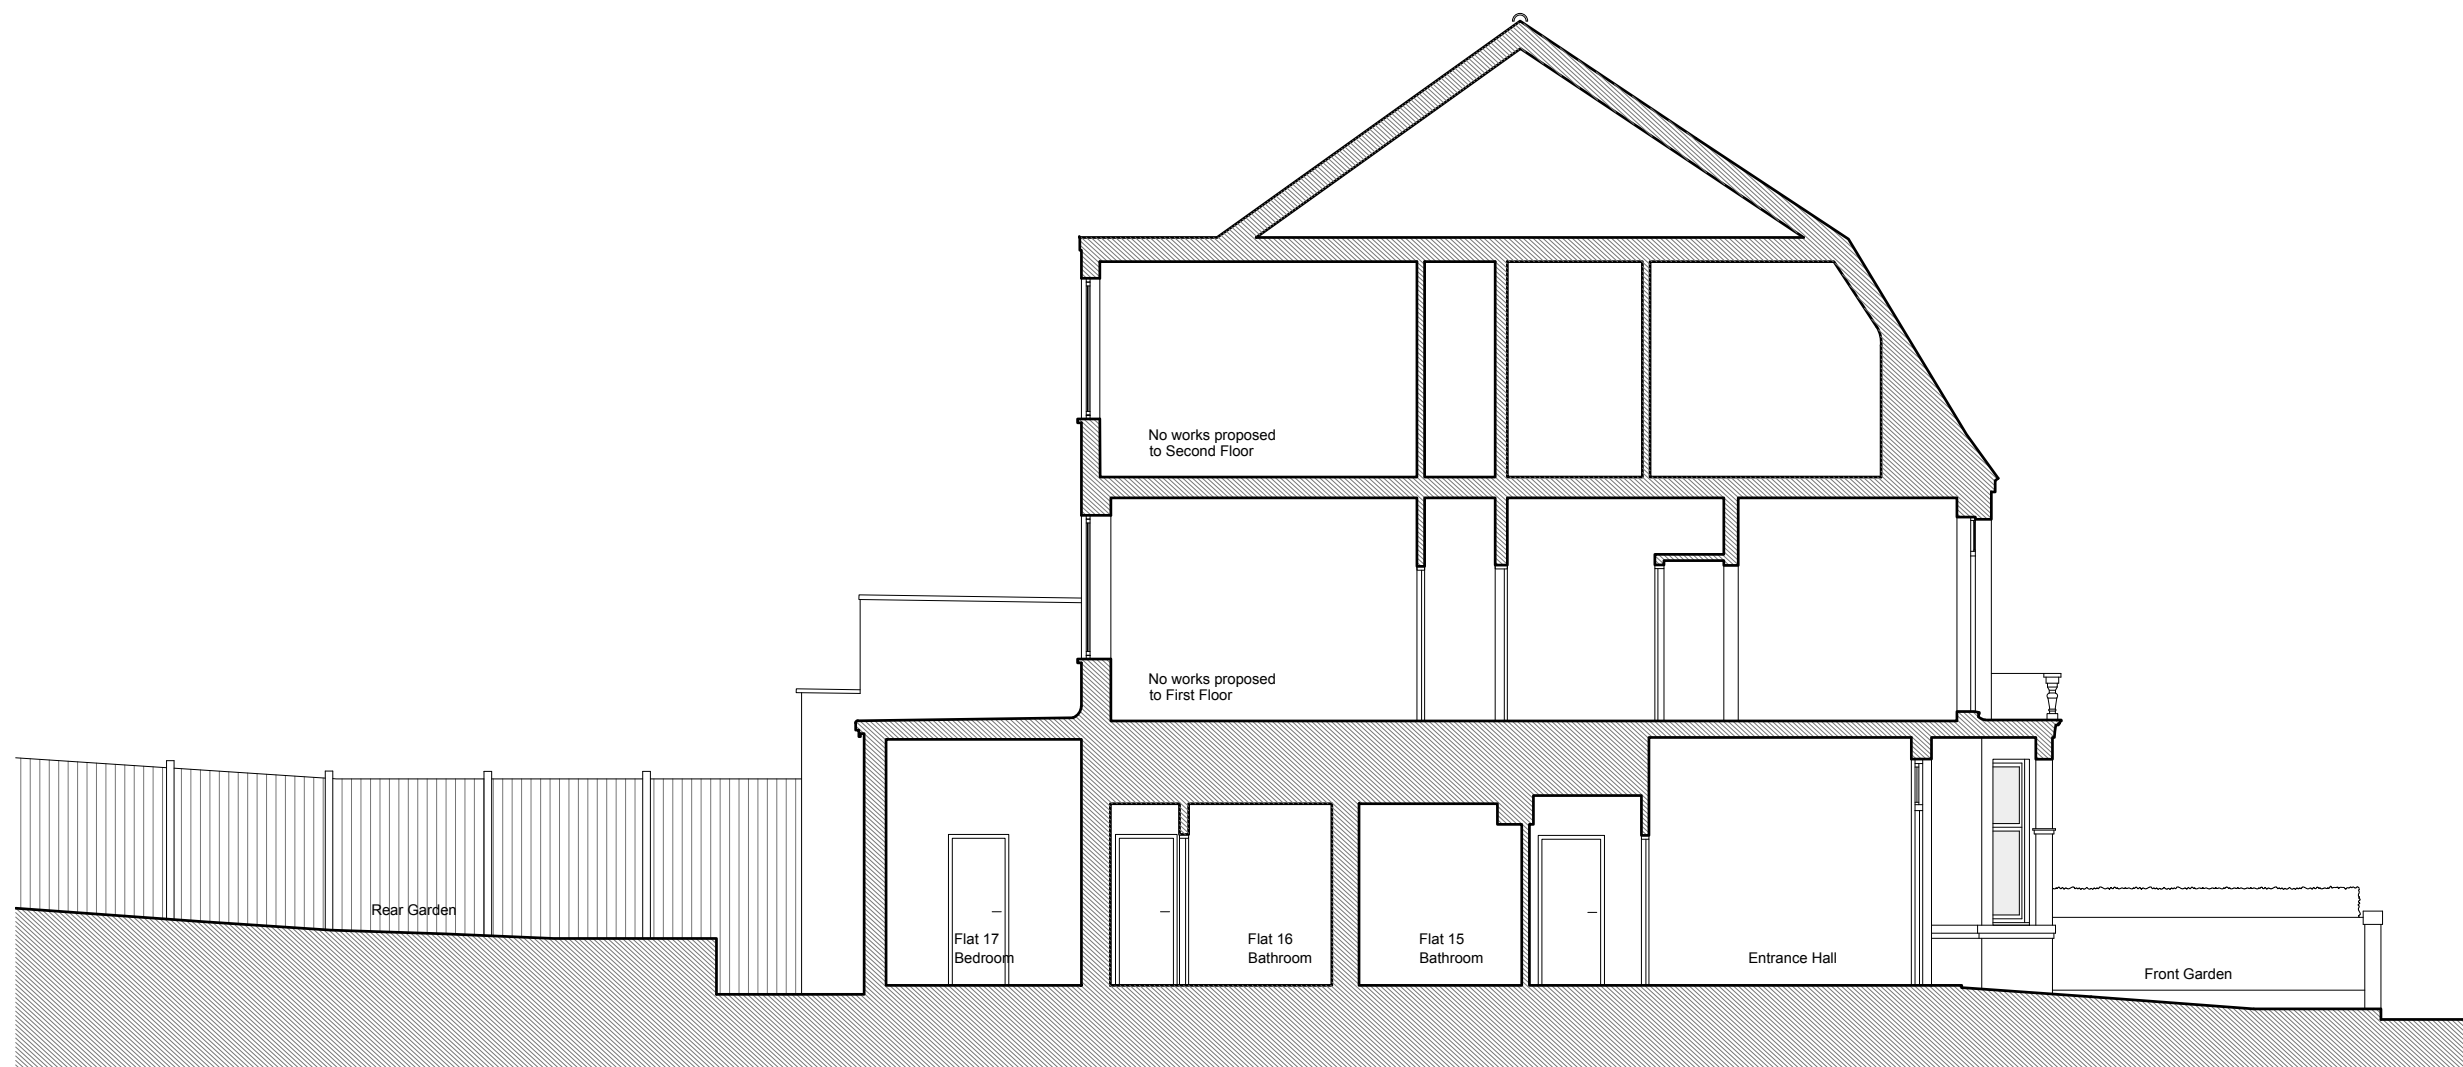 No works proposed
to Second Floor
No works proposed
to First Floor
Rear Garden
Flat 17
Bedroom
Flat 16
Bathroom
Flat 15
Bathroom
Entrance Hall
Front Garden